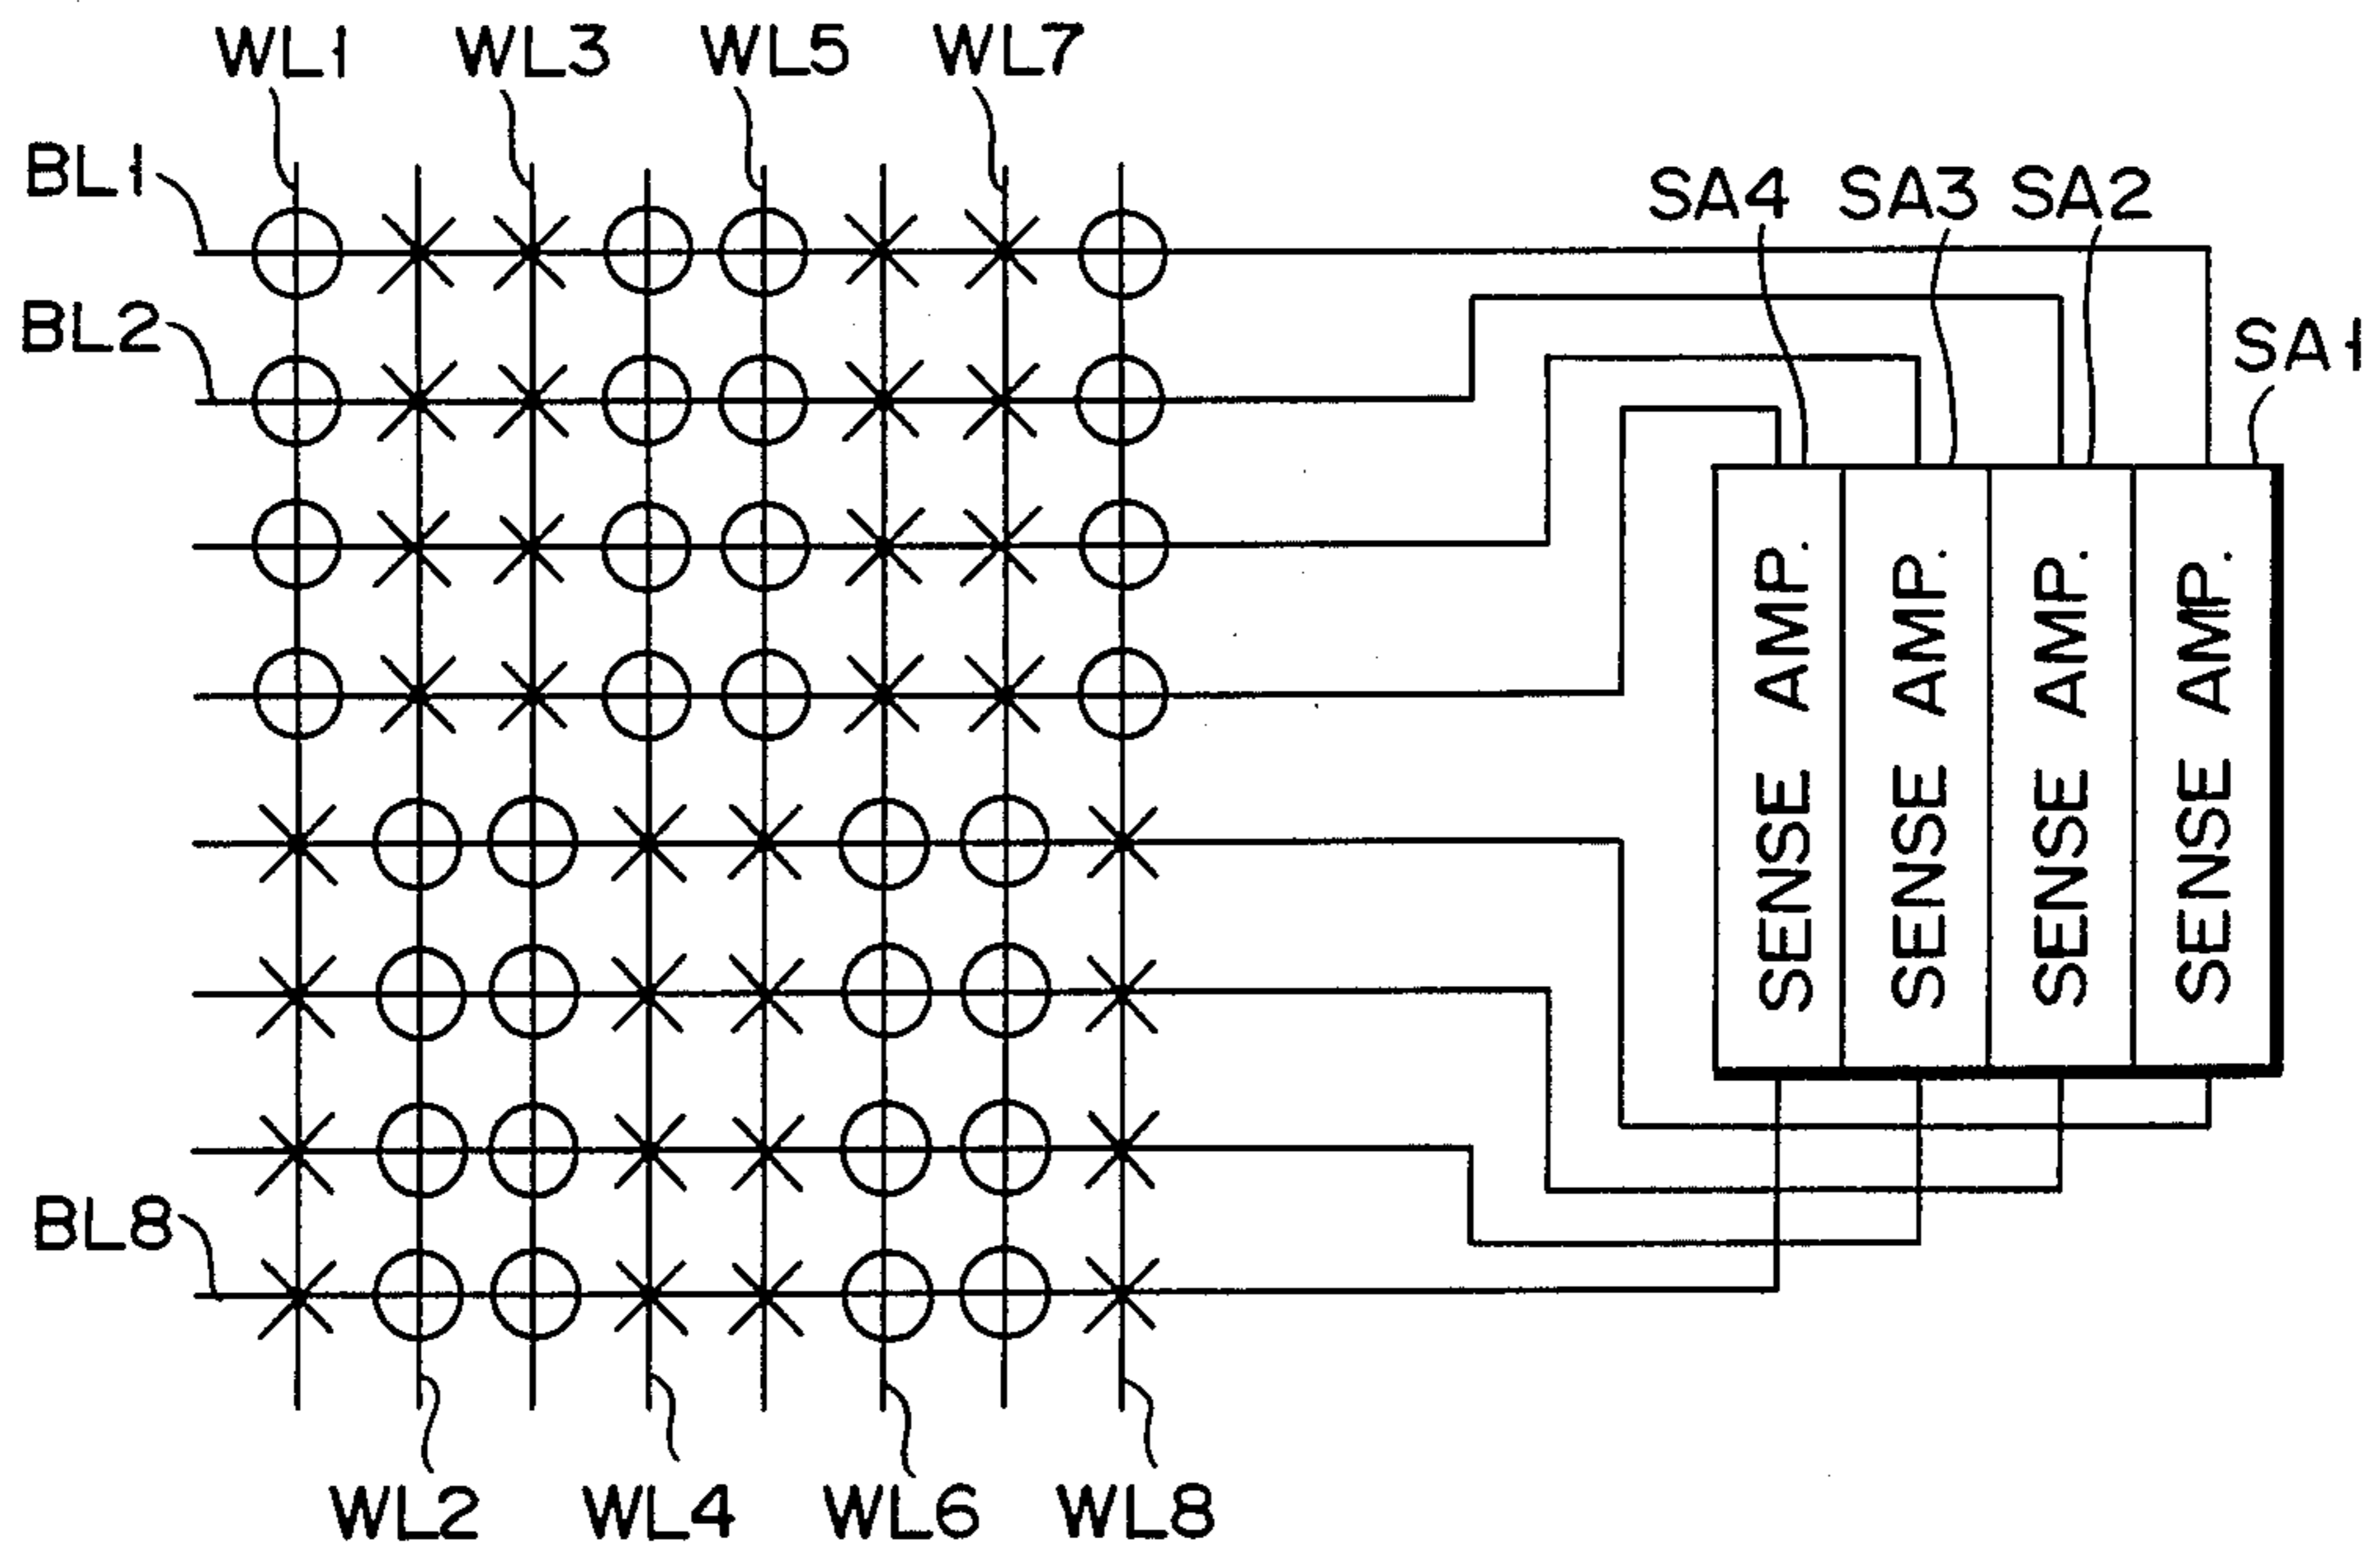 WL1 WL3 WL5 WL7
BL1
SA4 SA3 SA2
BL2
SA1
SENSE AMP.
SENSE AMP.
SENSE AMP.
SENSE AMP.
BL8
WL2 WL4 WL6 WL8